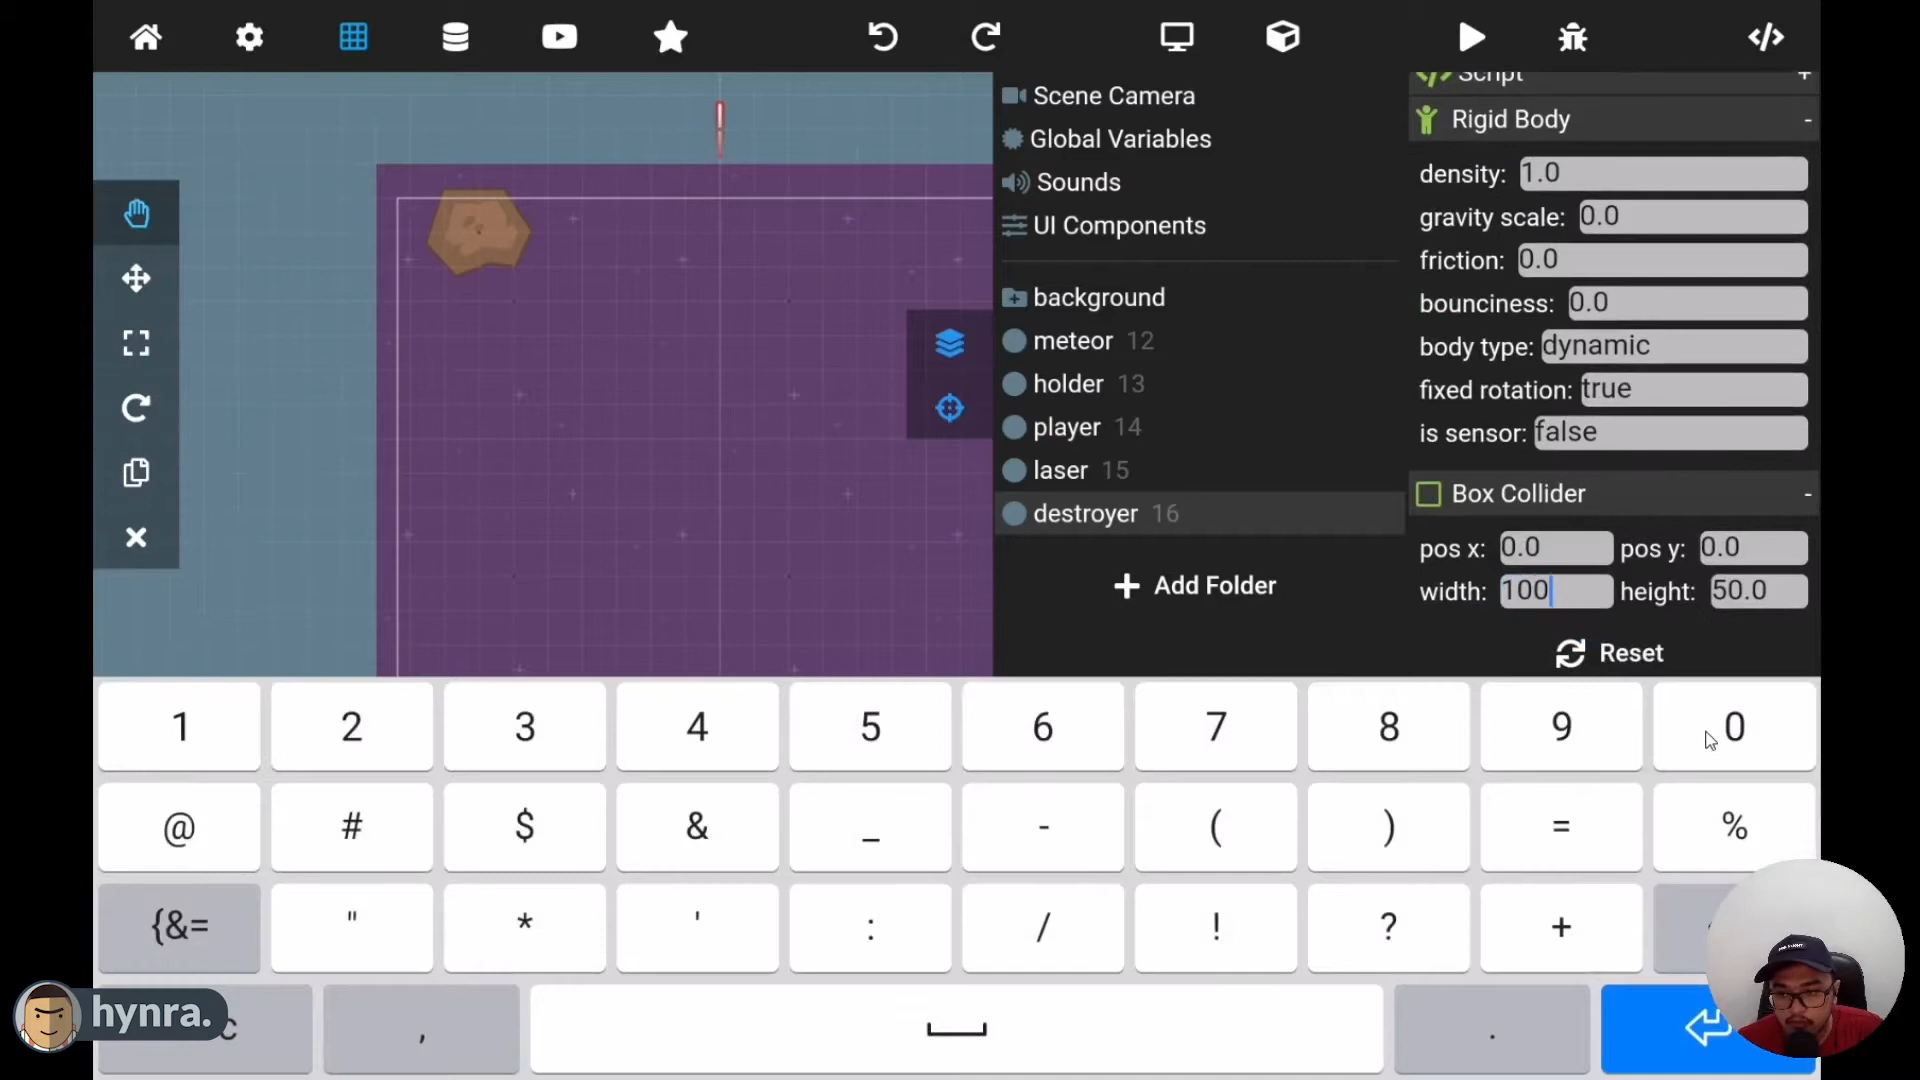 Script +
Scene Camera
Rigid Body -
Global Variables
density: 1.0
Sounds
gravity scale: 0.0
UI Components
friction: 0.0
background
bounciness: 0.0
meteor 12
body type: dynamic
holder 13
fixed rotation: true
player 14
is sensor: false
laser 15
Box Collider -
destroyer 16
pos x: 0.0 pos y: 0.0
+ Add Folder
width: 100 height: 50.0
Reset
1 2 3 4 5 6 7 8 9 0
@ # $ & _ - ( ) = %
{&= " * ' : / ! ? +
hynra.
, .